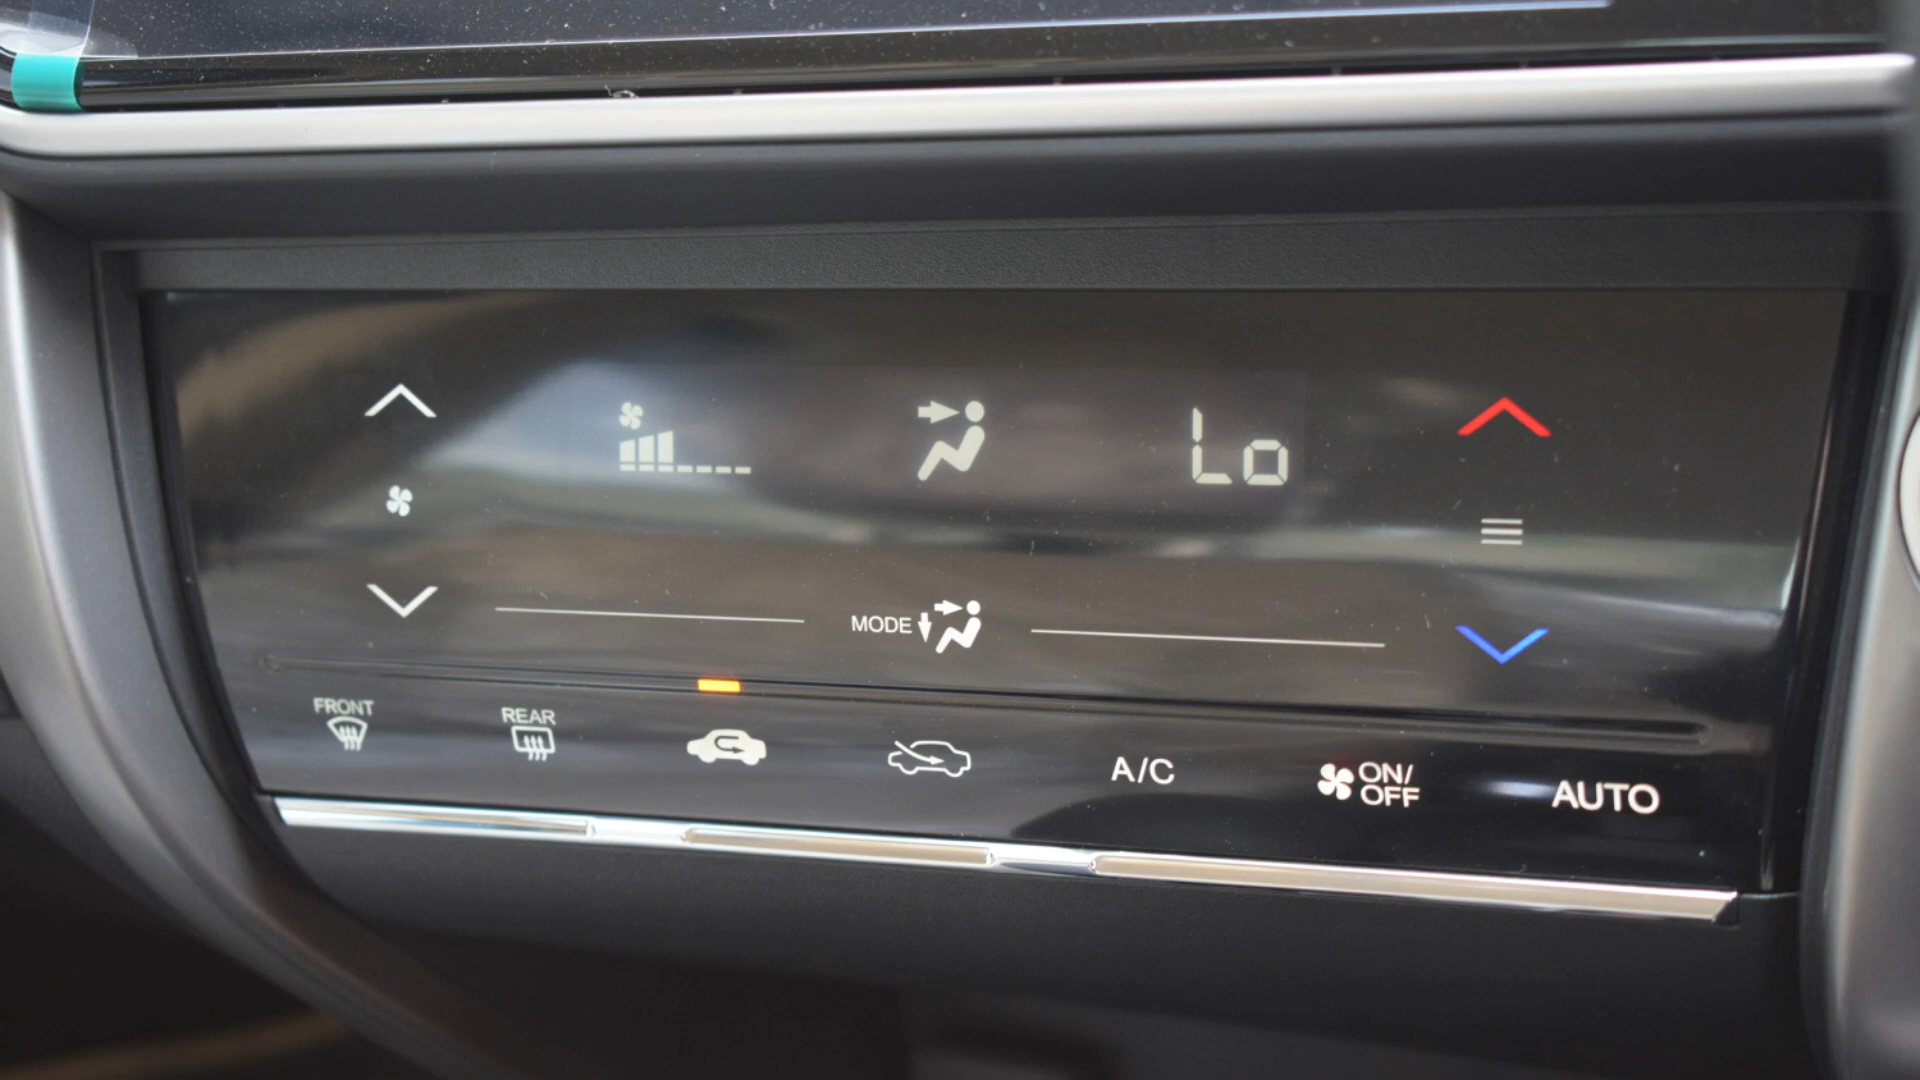 Lo
MODE
FRONT
REAR
A/C
ON/
OFF
AUTO